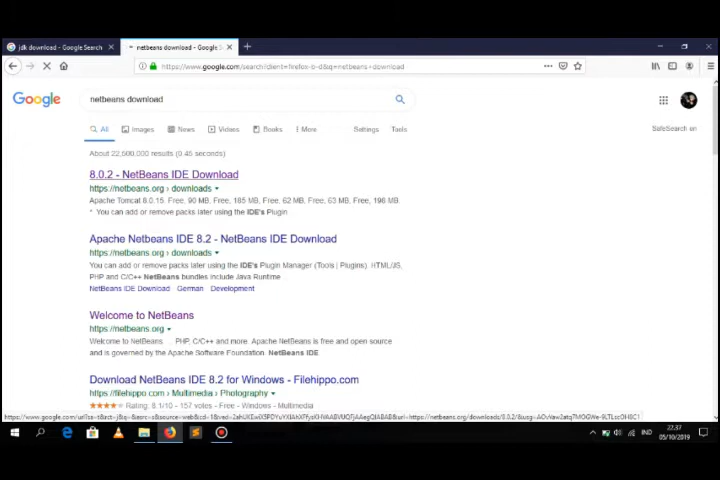 jdk download - Google Search
netbeans download - Google S
https://www.google.com/search?client=firefox-b-d&q=netbeans+download
Google
netbeans download
All
Images
News
Videos
Books
More
Settings
Tools
SafeSearch on
About 22,500,000 results (0.45 seconds)
8.0.2 - NetBeans IDE Download
https://netbeans.org › downloads
Apache Tomcat 8.0.15. Free, 90 MB, Free, 185 MB, Free, 62 MB, Free, 63 MB, Free, 196 MB.
* You can add or remove packs later using the IDE's Plugin
Apache Netbeans IDE 8.2 - NetBeans IDE Download
https://netbeans.org › downloads
You can add or remove packs later using the IDE's Plugin Manager (Tools | Plugins). HTML/JS,
PHP and C/C++ NetBeans bundles include Java Runtime
NetBeans IDE Download German Development
Welcome to NetBeans
https://netbeans.org
Welcome to NetBeans. , PHP, C/C++ and more. Apache NetBeans is free and open source
and is governed by the Apache Software Foundation. NetBeans IDE
Download NetBeans IDE 8.2 for Windows - Filehippo.com
https://filehippo.com › Multimedia › Photography
Rating: 8.1/10 - 157 votes - Free - Windows - Multimedia
IND
22.37
05/10/2019